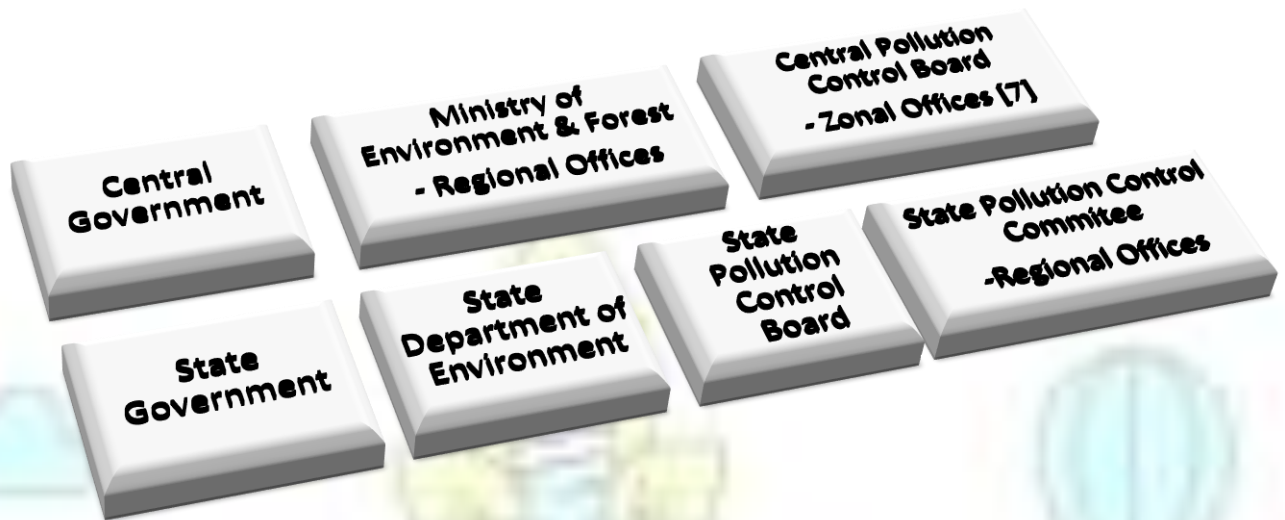 Central
Government
Ministry of
Environment & Forest
- Regional Offices
Central Pollution
Control Board
- Zonal Offices [7]
State
Government
State
Department of
Environment
State
Pollution
Control
Board
State Pollution Control
Commitee
-Regional Offices